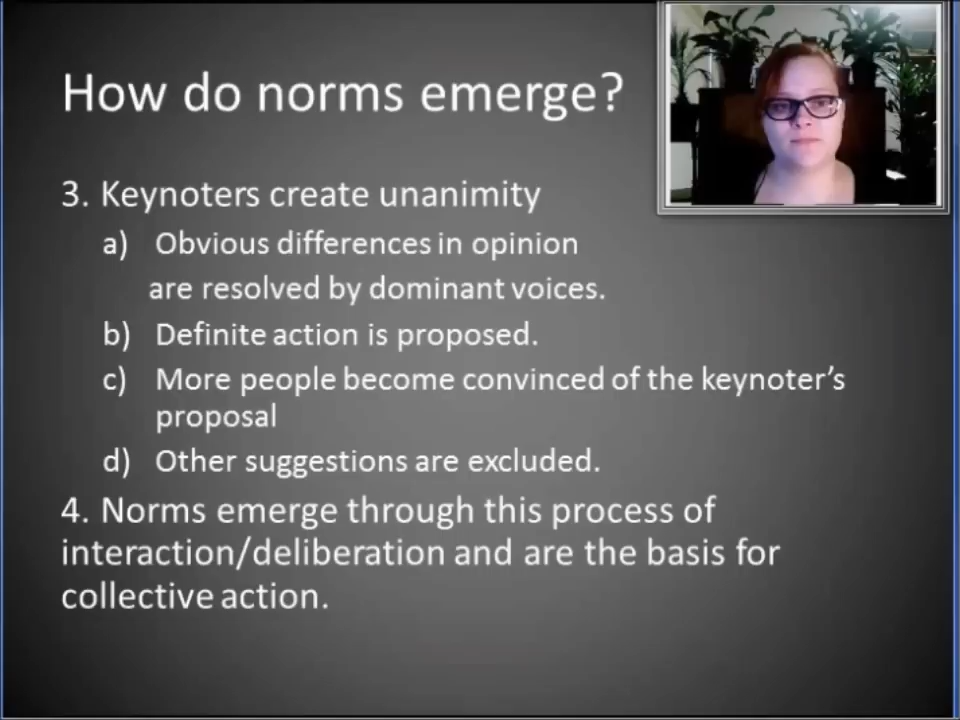 How do norms emerge?
3. Keynoters create unanimity
a) Obvious differences in opinion
are resolved by dominant voices.
b) Definite action is proposed.
c) More people become convinced of the keynoter’s
proposal
d) Other suggestions are excluded.
4. Norms emerge through this process of
interaction/deliberation and are the basis for
collective action.